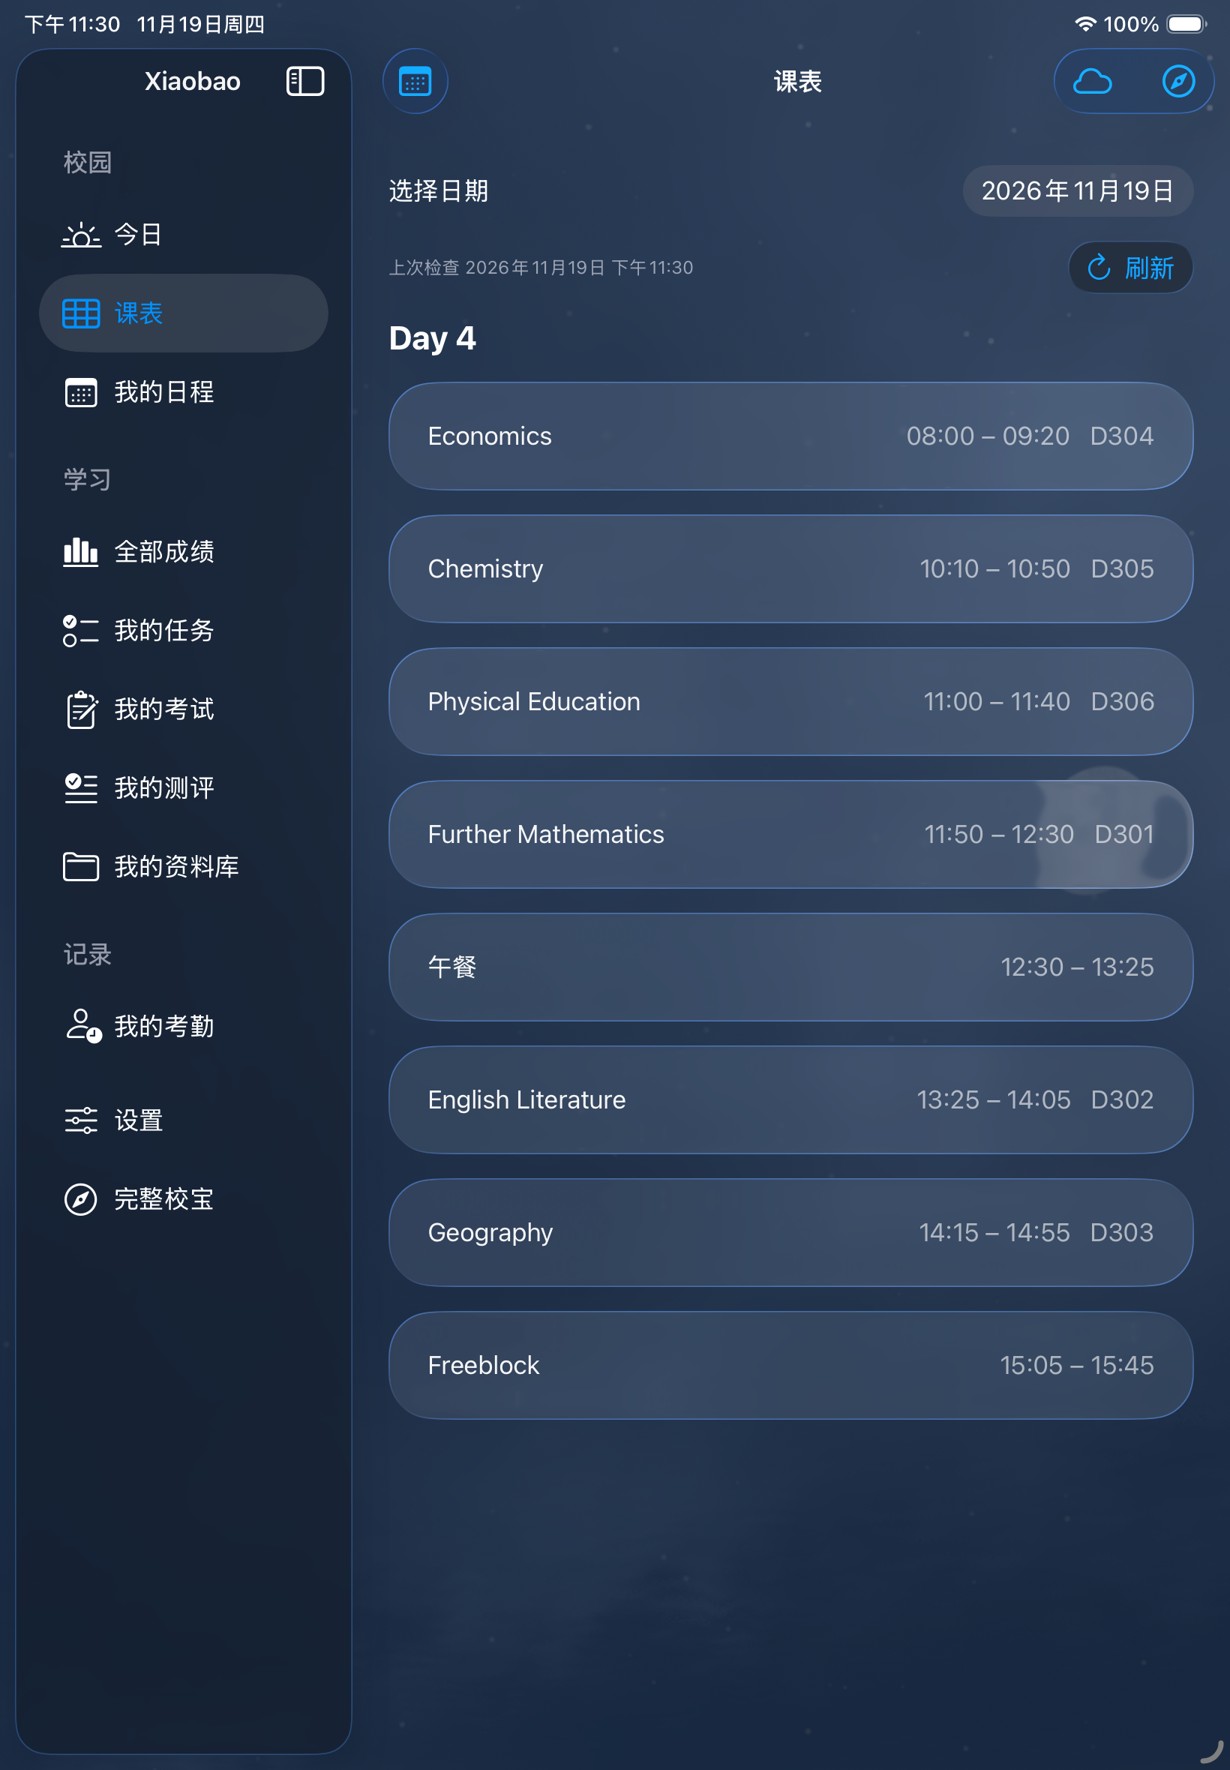 下午11:30 11月19日周四
100%
Xiaobao
校园
今日
课表
我的日程
学习
全部成绩
我的任务
我的考试
我的测评
我的资料库
记录
我的考勤
设置
完整校宝
课表
选择日期 2026年11月19日
上次检查 2026年11月19日 下午11:30 刷新
Day 4
Economics 08:00 – 09:20 D304
Chemistry 10:10 – 10:50 D305
Physical Education 11:00 – 11:40 D306
Further Mathematics 11:50 – 12:30 D301
午餐 12:30 – 13:25
English Literature 13:25 – 14:05 D302
Geography 14:15 – 14:55 D303
Freeblock 15:05 – 15:45